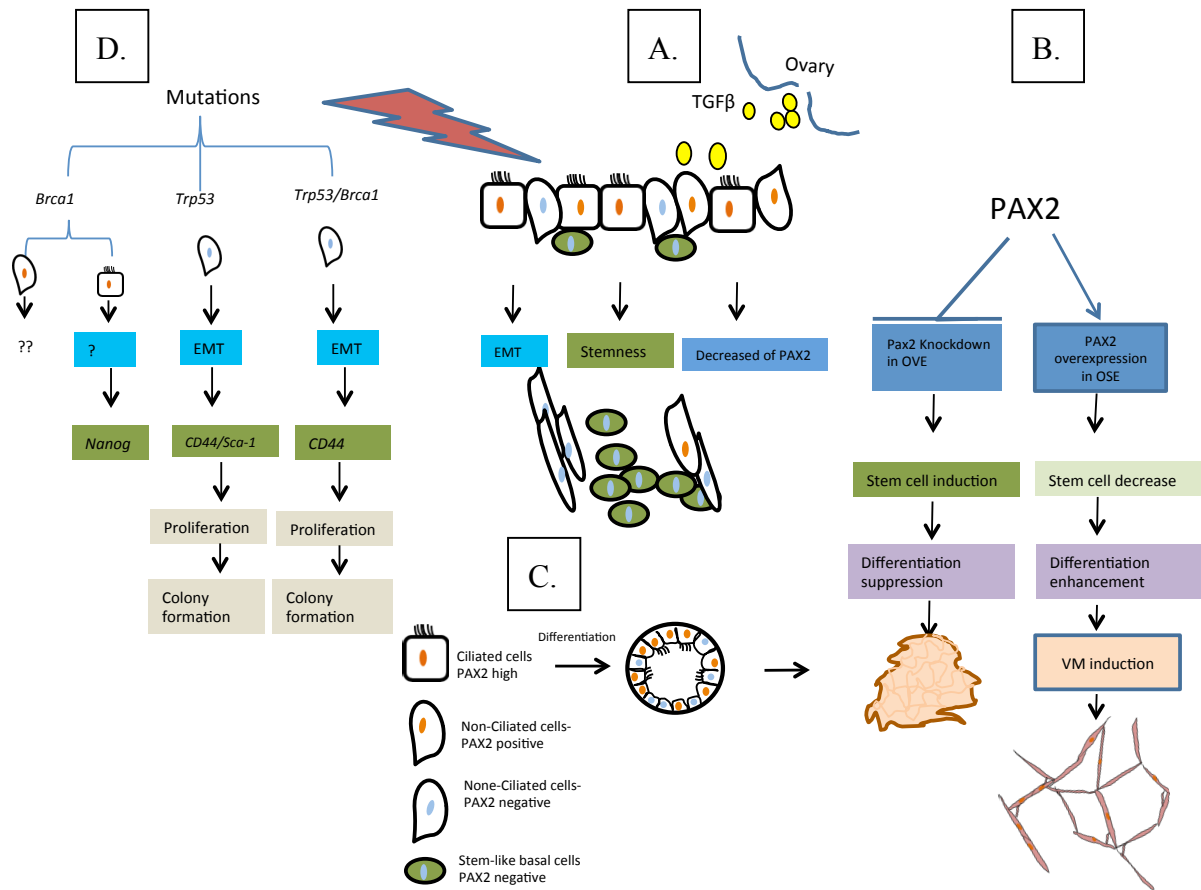 D.
Mutations
Brca1
Trp53
Trp53/Brca1
??
?
EMT
EMT
Nanog
CD44/Sca-1
CD44
Proliferation
Proliferation
Colony
formation
Colony
formation
A.
Ovary
TGFβ
EMT
Stemness
Decreased of PAX2
C.
Ciliated cells
PAX2 high
Differentiation
Non-Ciliated cells-
PAX2 positive
None-Ciliated cells-
PAX2 negative
Stem-like basal cells
PAX2 negative
B.
PAX2
Pax2 Knockdown
in OVE
PAX2
overexpression
in OSE
Stem cell induction
Stem cell decrease
Differentiation
suppression
Differentiation
enhancement
VM induction